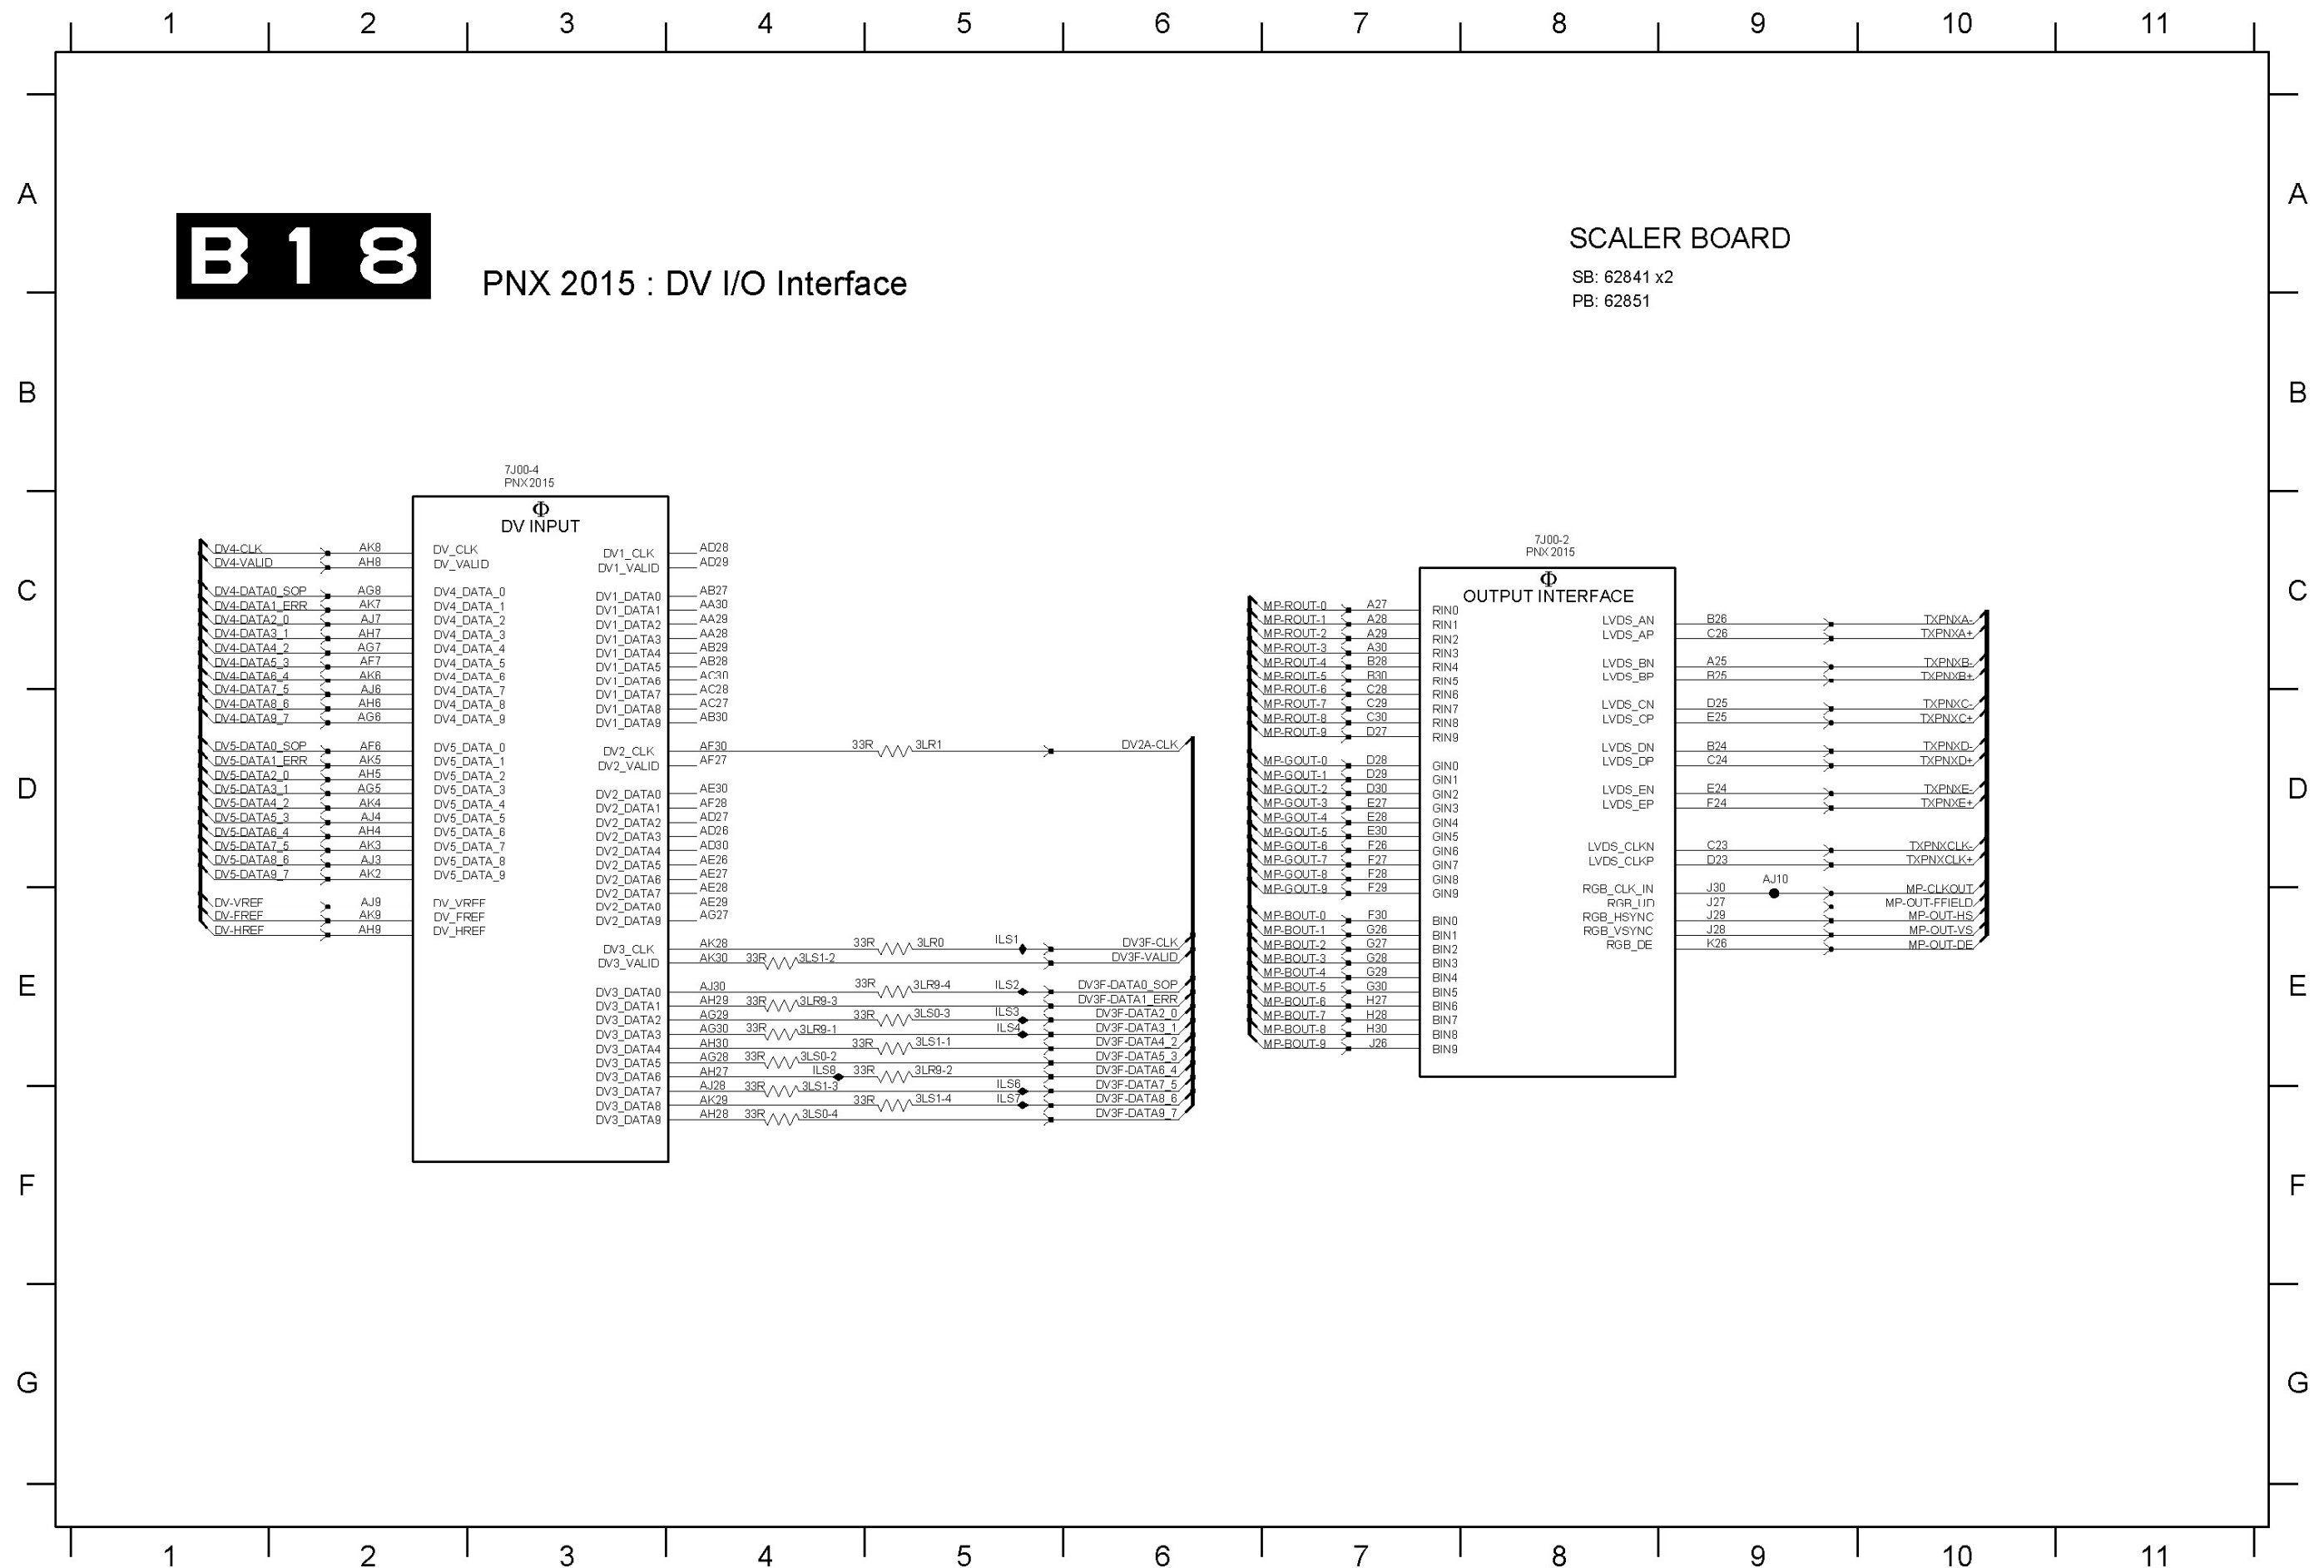 1 2 3 4 5 6 7 8 9 10 11
A A
B18
PNX 2015 : DV I/O Interface
SCALER BOARD
SB: 62841 x2
PB: 62851
B B
7J00-4
PNX2015
Φ
DV INPUT
DV4-CLK AK8 DV_CLK
DV4-VALID AH8 DV_VALID
DV4-DATA0_SOP AG8 DV4_DATA_0
DV4-DATA1_ERR AK7 DV4_DATA_1
DV4-DATA2_0 AJ7 DV4_DATA_2
DV4-DATA3_1 AH7 DV4_DATA_3
DV4-DATA4_2 AG7 DV4_DATA_4
DV4-DATA5_3 AF7 DV4_DATA_5
DV4-DATA6_4 AK6 DV4_DATA_6
DV4-DATA7_5 AJ6 DV4_DATA_7
DV4-DATA8_6 AH6 DV4_DATA_8
DV4-DATA9_7 AG6 DV4_DATA_9
DV5-DATA0_SOP AF6 DV5_DATA_0
DV5-DATA1_ERR AK5 DV5_DATA_1
DV5-DATA2_0 AH5 DV5_DATA_2
DV5-DATA3_1 AG5 DV5_DATA_3
DV5-DATA4_2 AK4 DV5_DATA_4
DV5-DATA5_3 AJ4 DV5_DATA_5
DV5-DATA6_4 AH4 DV5_DATA_6
DV5-DATA7_5 AK3 DV5_DATA_7
DV5-DATA8_6 AJ3 DV5_DATA_8
DV5-DATA9_7 AK2 DV5_DATA_9
DV-VREF AJ9 DV_VREF
DV-FREF AK9 DV_FREF
DV-HREF AH9 DV_HREF
DV1_CLK AD28
DV1_VALID AD29
DV1_DATA0 AB27
DV1_DATA1 AA30
DV1_DATA2 AA29
DV1_DATA3 AA28
DV1_DATA4 AB29
DV1_DATA5 AB28
DV1_DATA6 AC30
DV1_DATA7 AC28
DV1_DATA8 AC27
DV1_DATA9 AB30
DV2_CLK AF30 33R 3LR1 DV2A-CLK
DV2_VALID AF27
DV2_DATA0 AE30
DV2_DATA1 AF28
DV2_DATA2 AD27
DV2_DATA3 AD26
DV2_DATA4 AD30
DV2_DATA5 AE26
DV2_DATA6 AE27
DV2_DATA7 AE28
DV2_DATA0 AE29
DV2_DATA9 AG27
DV3_CLK AK28 33R 3LR0 ILS1 DV3F-CLK
DV3_VALID AK30 33R 3LS1-2 DV3F-VALID
DV3_DATA0 AJ30 33R 3LR9-4 ILS2 DV3F-DATA0_SOP
DV3_DATA1 AH29 33R 3LR9-3 DV3F-DATA1_ERR
DV3_DATA2 AG29 33R 3LS0-3 ILS3 DV3F-DATA2_0
DV3_DATA3 AG30 33R 3LR9-1 ILS4 DV3F-DATA3_1
DV3_DATA4 AH30 33R 3LS1-1 DV3F-DATA4_2
DV3_DATA5 AG28 33R 3LS0-2 DV3F-DATA5_3
DV3_DATA6 AH27 ILS8 33R 3LR9-2 DV3F-DATA6_4
DV3_DATA7 AJ28 33R 3LS1-3 ILS6 DV3F-DATA7_5
DV3_DATA8 AK29 33R 3LS1-4 ILS7 DV3F-DATA8_6
DV3_DATA9 AH28 33R 3LS0-4 DV3F-DATA9_7
7J00-2
PNX2015
Φ
OUTPUT INTERFACE
MP-ROUT-0 A27 RIN0
MP-ROUT-1 A28 RIN1
MP-ROUT-2 A29 RIN2
MP-ROUT-3 A30 RIN3
MP-ROUT-4 B28 RIN4
MP-ROUT-5 B30 RIN5
MP-ROUT-6 C28 RIN6
MP-ROUT-7 C29 RIN7
MP-ROUT-8 C30 RIN8
MP-ROUT-9 D27 RIN9
MP-GOUT-0 D28 GIN0
MP-GOUT-1 D29 GIN1
MP-GOUT-2 D30 GIN2
MP-GOUT-3 E27 GIN3
MP-GOUT-4 E28 GIN4
MP-GOUT-5 E30 GIN5
MP-GOUT-6 F26 GIN6
MP-GOUT-7 F27 GIN7
MP-GOUT-8 F28 GIN8
MP-GOUT-9 F29 GIN9
MP-BOUT-0 F30 BIN0
MP-BOUT-1 G26 BIN1
MP-BOUT-2 G27 BIN2
MP-BOUT-3 G28 BIN3
MP-BOUT-4 G29 BIN4
MP-BOUT-5 G30 BIN5
MP-BOUT-6 H27 BIN6
MP-BOUT-7 H28 BIN7
MP-BOUT-8 H30 BIN8
MP-BOUT-9 J26 BIN9
LVDS_AN B26 TXPNXA-
LVDS_AP C26 TXPNXA+
LVDS_BN A25 TXPNXB-
LVDS_BP B25 TXPNXB+
LVDS_CN D25 TXPNXC-
LVDS_CP E25 TXPNXC+
LVDS_DN B24 TXPNXD-
LVDS_DP C24 TXPNXD+
LVDS_EN E24 TXPNXE-
LVDS_EP F24 TXPNXE+
LVDS_CLKN C23 TXPNXCLK-
LVDS_CLKP D23 TXPNXCLK+
RGB_CLK_IN J30 AJ10 MP-CLKOUT
RGB_UD J27 MP-OUT-FFIELD
RGB_HSYNC J29 MP-OUT-HS
RGB_VSYNC J28 MP-OUT-VS
RGB_DE K26 MP-OUT-DE
C C
D D
E E
F F
G G
1 2 3 4 5 6 7 8 9 10 11